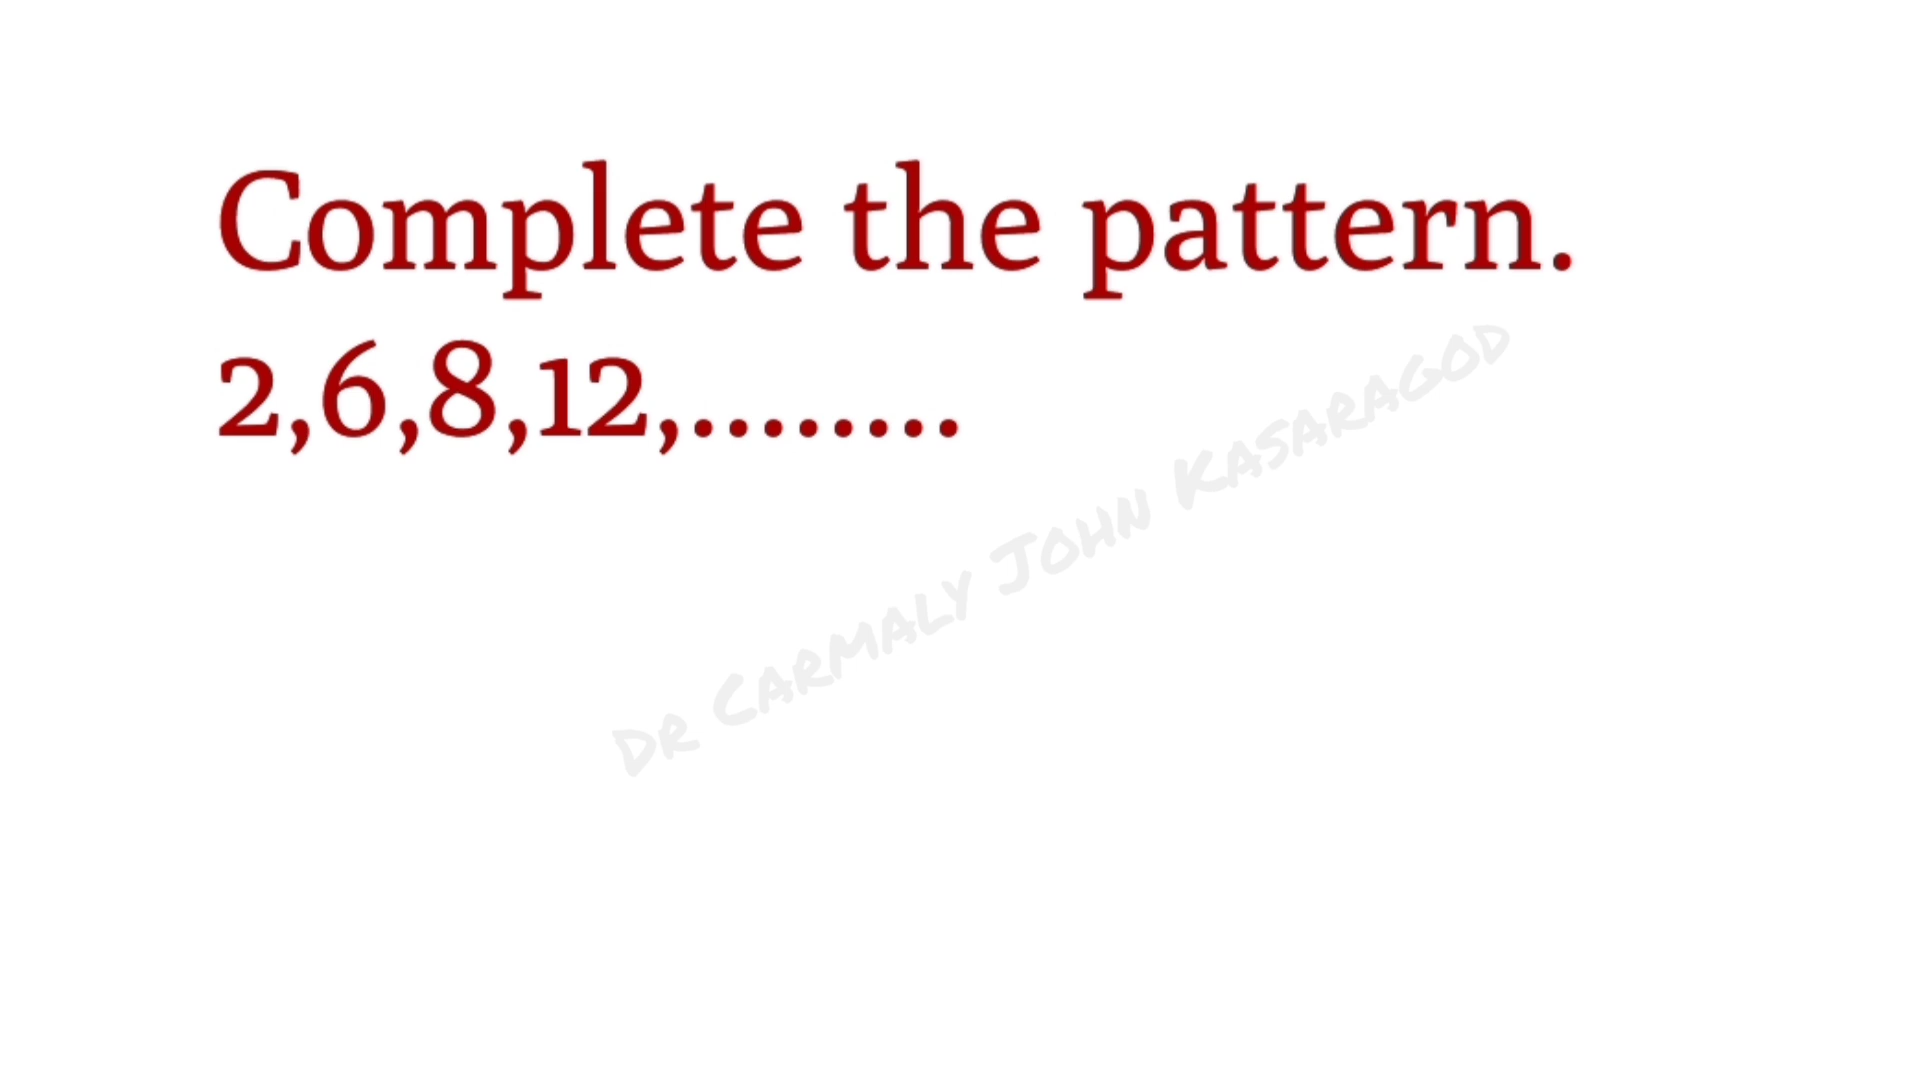 Complete the pattern.
2,6,8,12,........
Dr Carmaly John Kasaragod